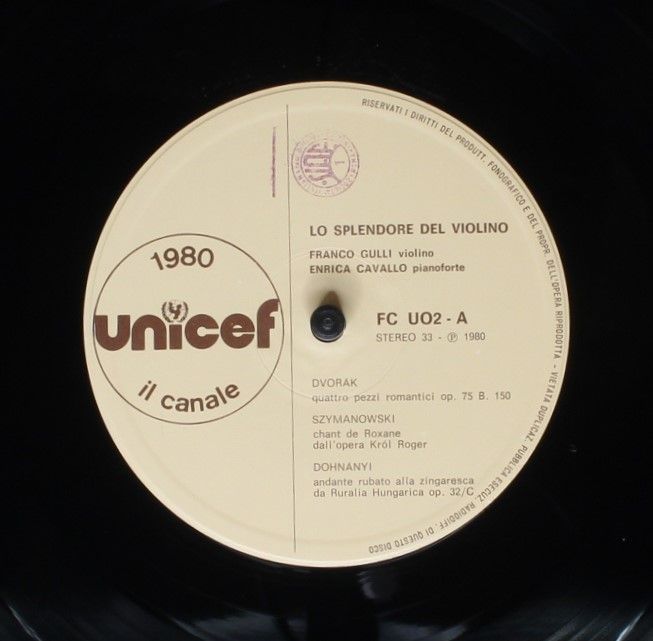 1980
unicef
il canale
LO SPLENDORE DEL VIOLINO
FRANCO GULLI violino
ENRICA CAVALLO pianoforte
FC UO2 - A
STEREO 33 - Ⓟ 1980
DVORAK
quattro pezzi romantici op. 75 B. 150
SZYMANOWSKI
chant de Roxane
dall'opera Król Roger
DOHNANYI
andante rubato alla zingaresca
da Ruralia Hungarica op. 32/C
RISERVATI I DIRITTI DEL PRODUTT. FONOGRAFICO E DEL PROPR. DELL'OPERA RIPRODOTTA - VIETATA DUPLICAZ. PUBBLICA ESECUZ. RADIODIFF. DI QUESTO DISCO